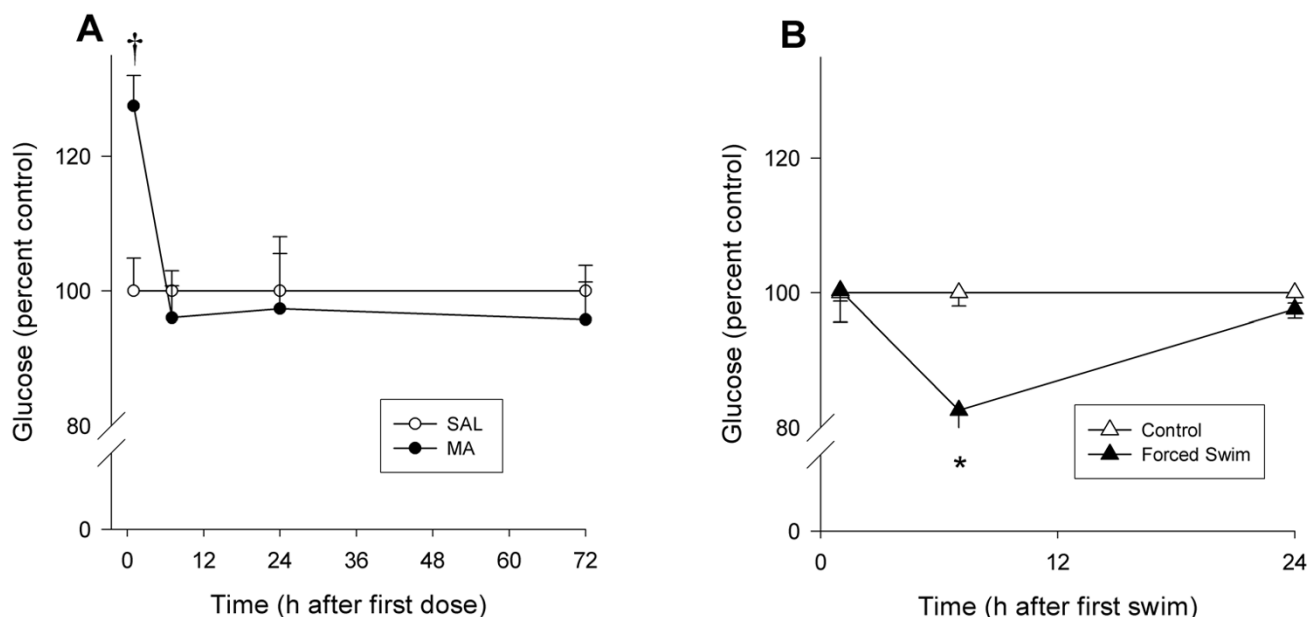 A
†
Glucose (percent control)
120
100
80
0
SAL
MA
0 12 24 36 48 60 72
Time (h after first dose)
B
Glucose (percent control)
120
100
80
0
Control
Forced Swim
*
0 12 24
Time (h after first swim)